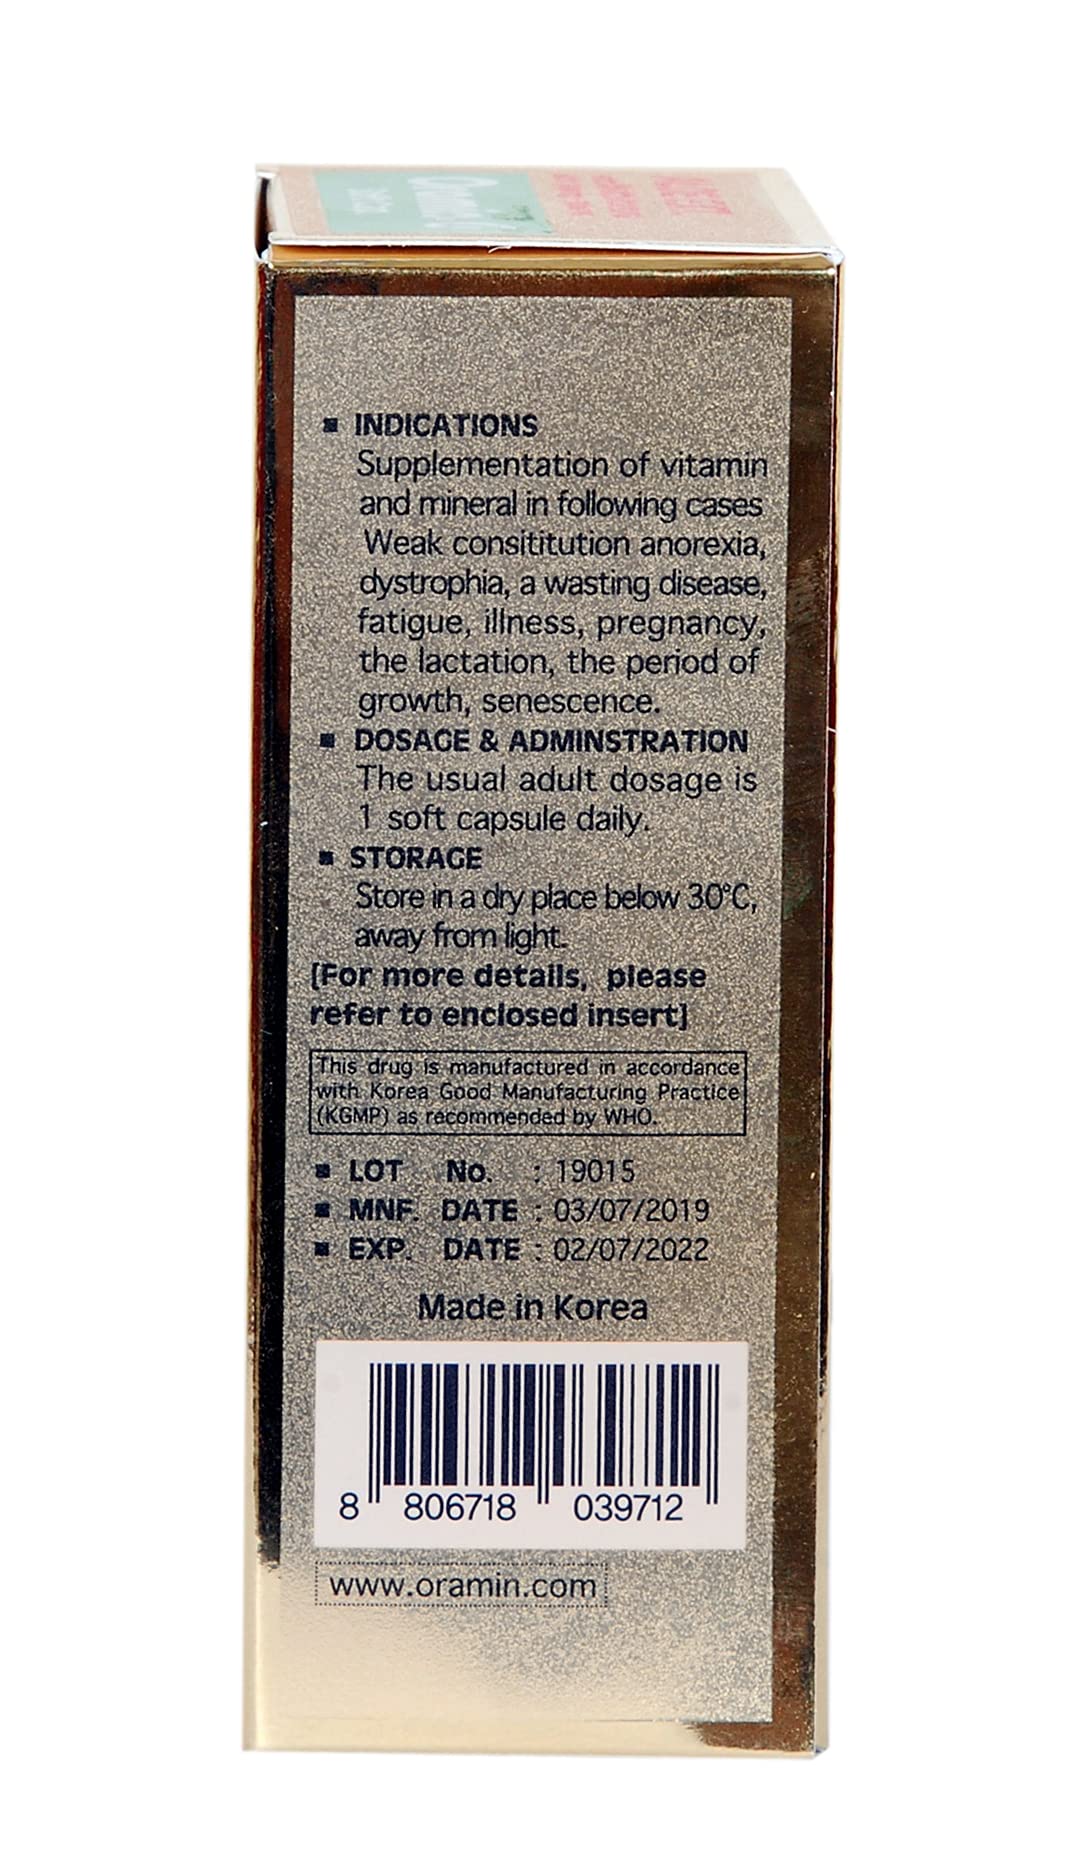 ■ INDICATIONS
Supplementation of vitamin
and mineral in following cases
Weak consititution anorexia,
dystrophia, a wasting disease,
fatigue, illness, pregnancy,
the lactation, the period of
growth, senescence.
■ DOSAGE & ADMINSTRATION
The usual adult dosage is
1 soft capsule daily.
■ STORAGE
Store in a dry place below 30°C,
away from light.
[For more details, please
refer to enclosed insert]
This drug is manufactured in accordance
with Korea Good Manufacturing Practice
(KGMP) as recommended by WHO.
■ LOT No. : 19015
■ MNF. DATE : 03/07/2019
■ EXP. DATE : 02/07/2022
Made in Korea
8 806718 039712
www.oramin.com